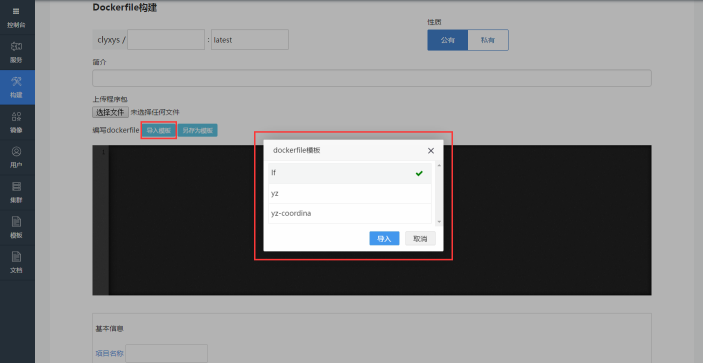 控制台
服务
构建
镜像
用户
集群
模板
文档
Dockerfile构建
性质
clyxys / : latest
公有 私有
简介
上传程序包
选择文件 未选择任何文件
编写dockerfile 导入模板 另存为模板
1
dockerfile模板
lf
yz
yz-coordina
导入 取消
基本信息
项目名称